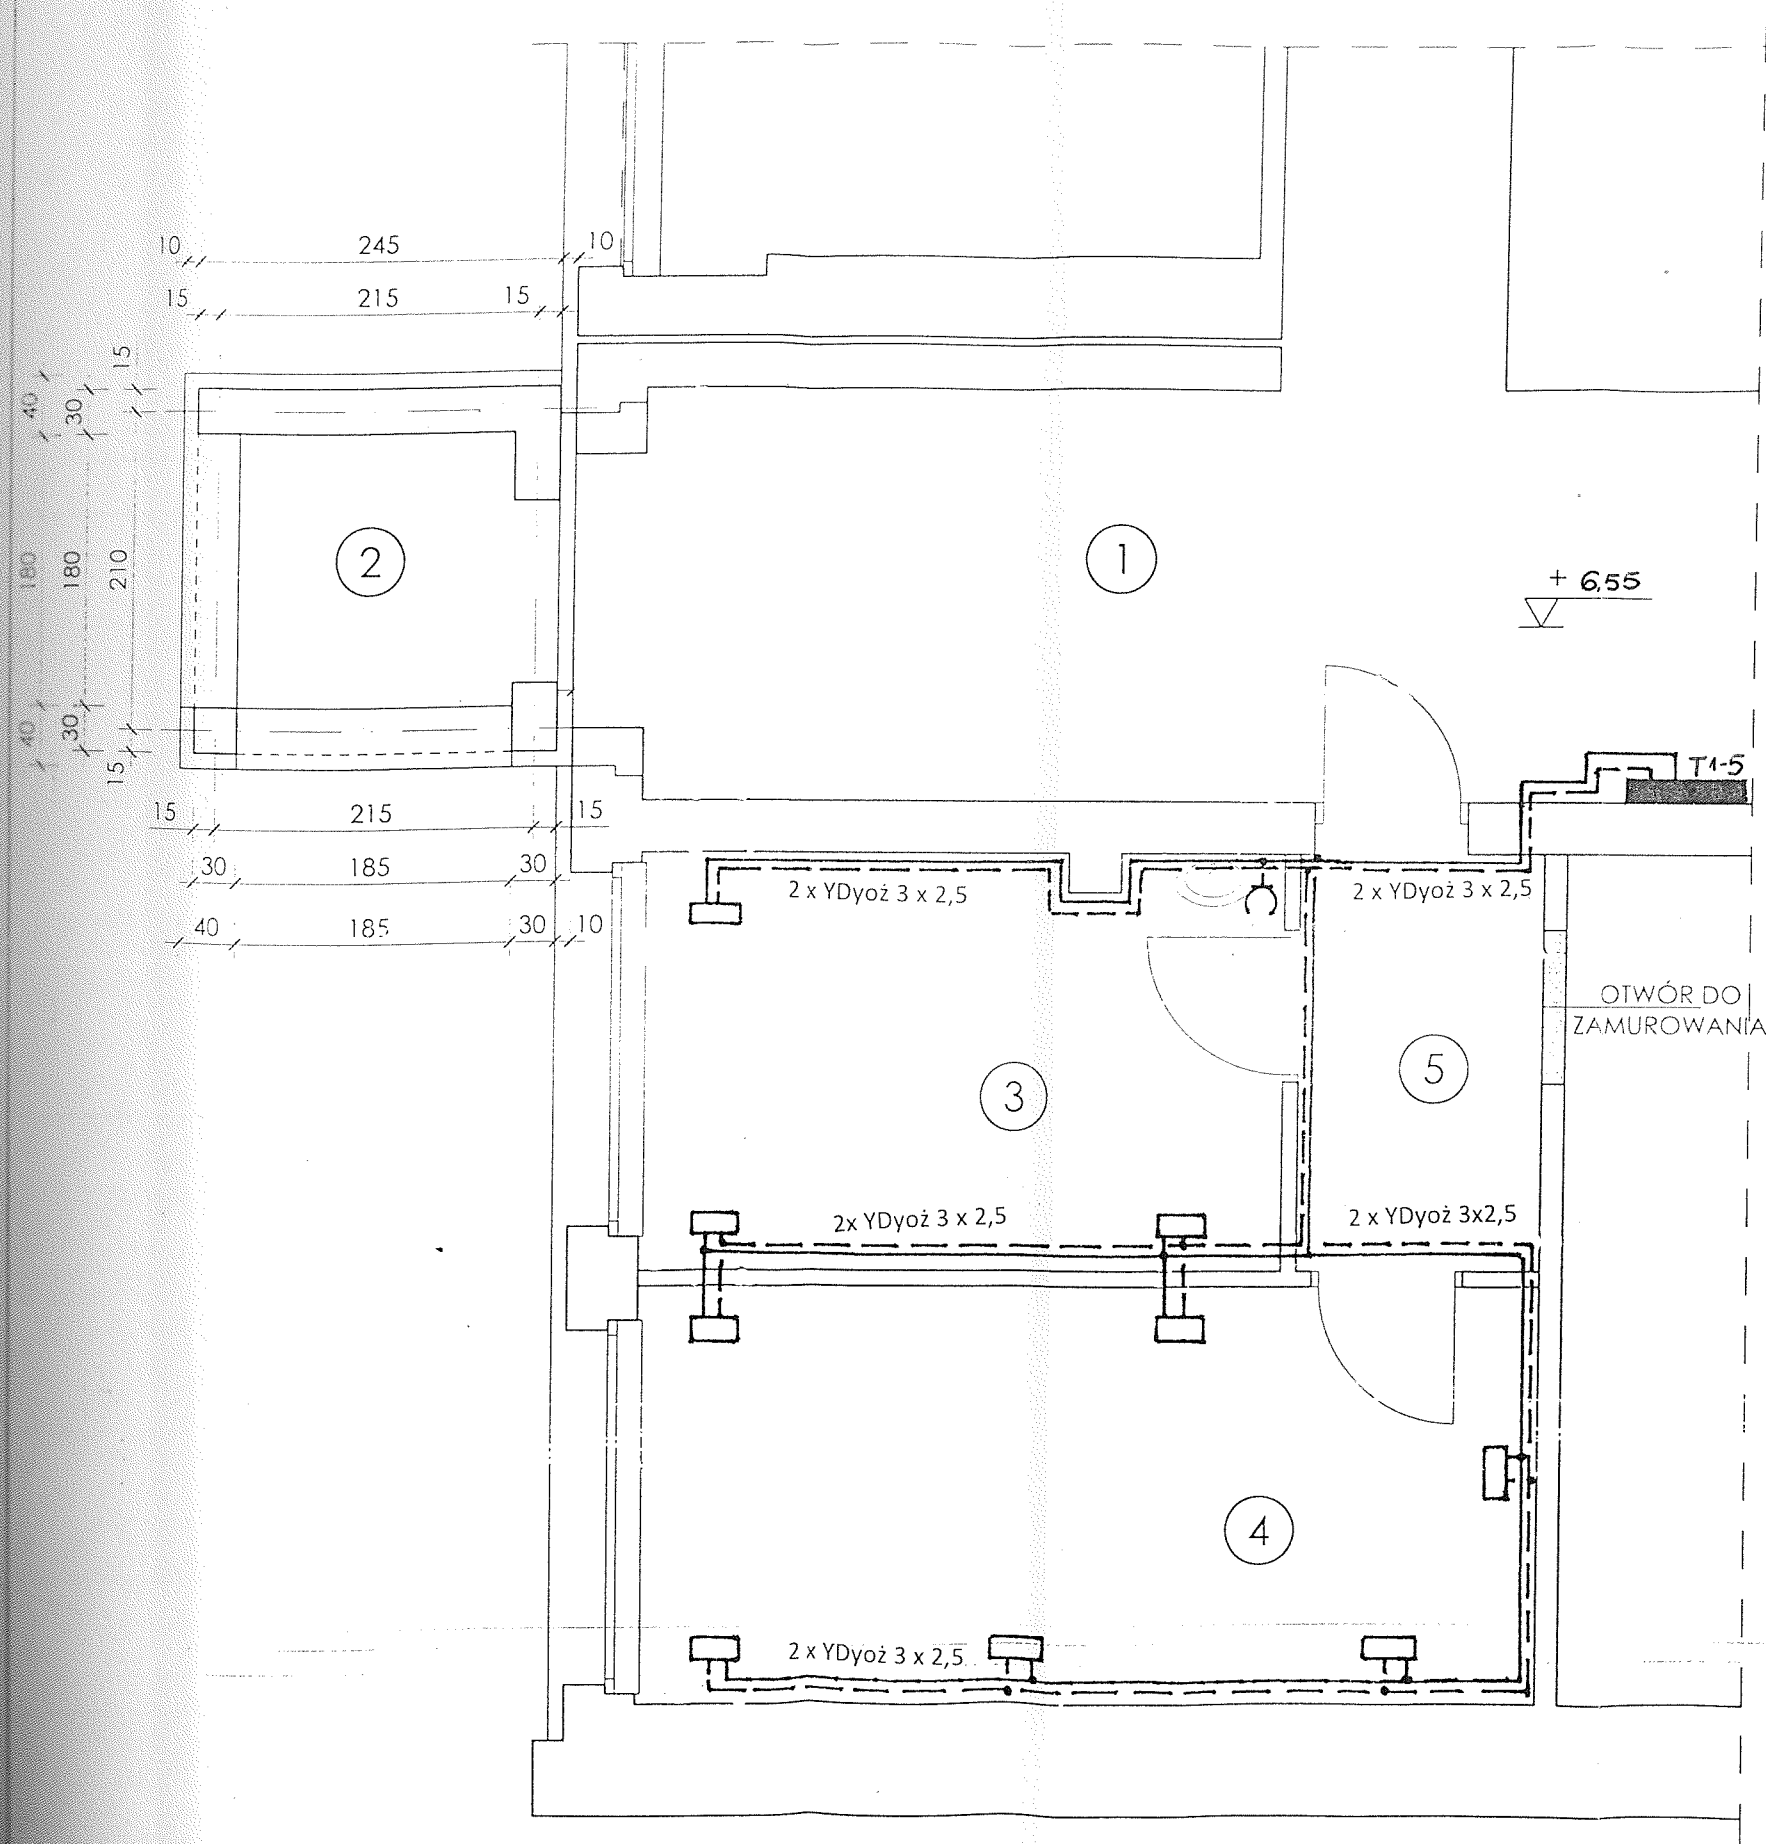 10 245 10
15 215 15
15
40
30
2
1
180
180
210
+ 6,55
40
30
15
T1-5
15 215 15
30 185 30
40 185 30 10
2 x YDyoż 3 x 2,5
2 x YDyoż 3 x 2,5
OTWÓR DO
ZAMUROWANIA
3
5
2x YDyoż 3 x 2,5
2 x YDyoż 3x2,5
4
2 x YDyoż 3 x 2,5